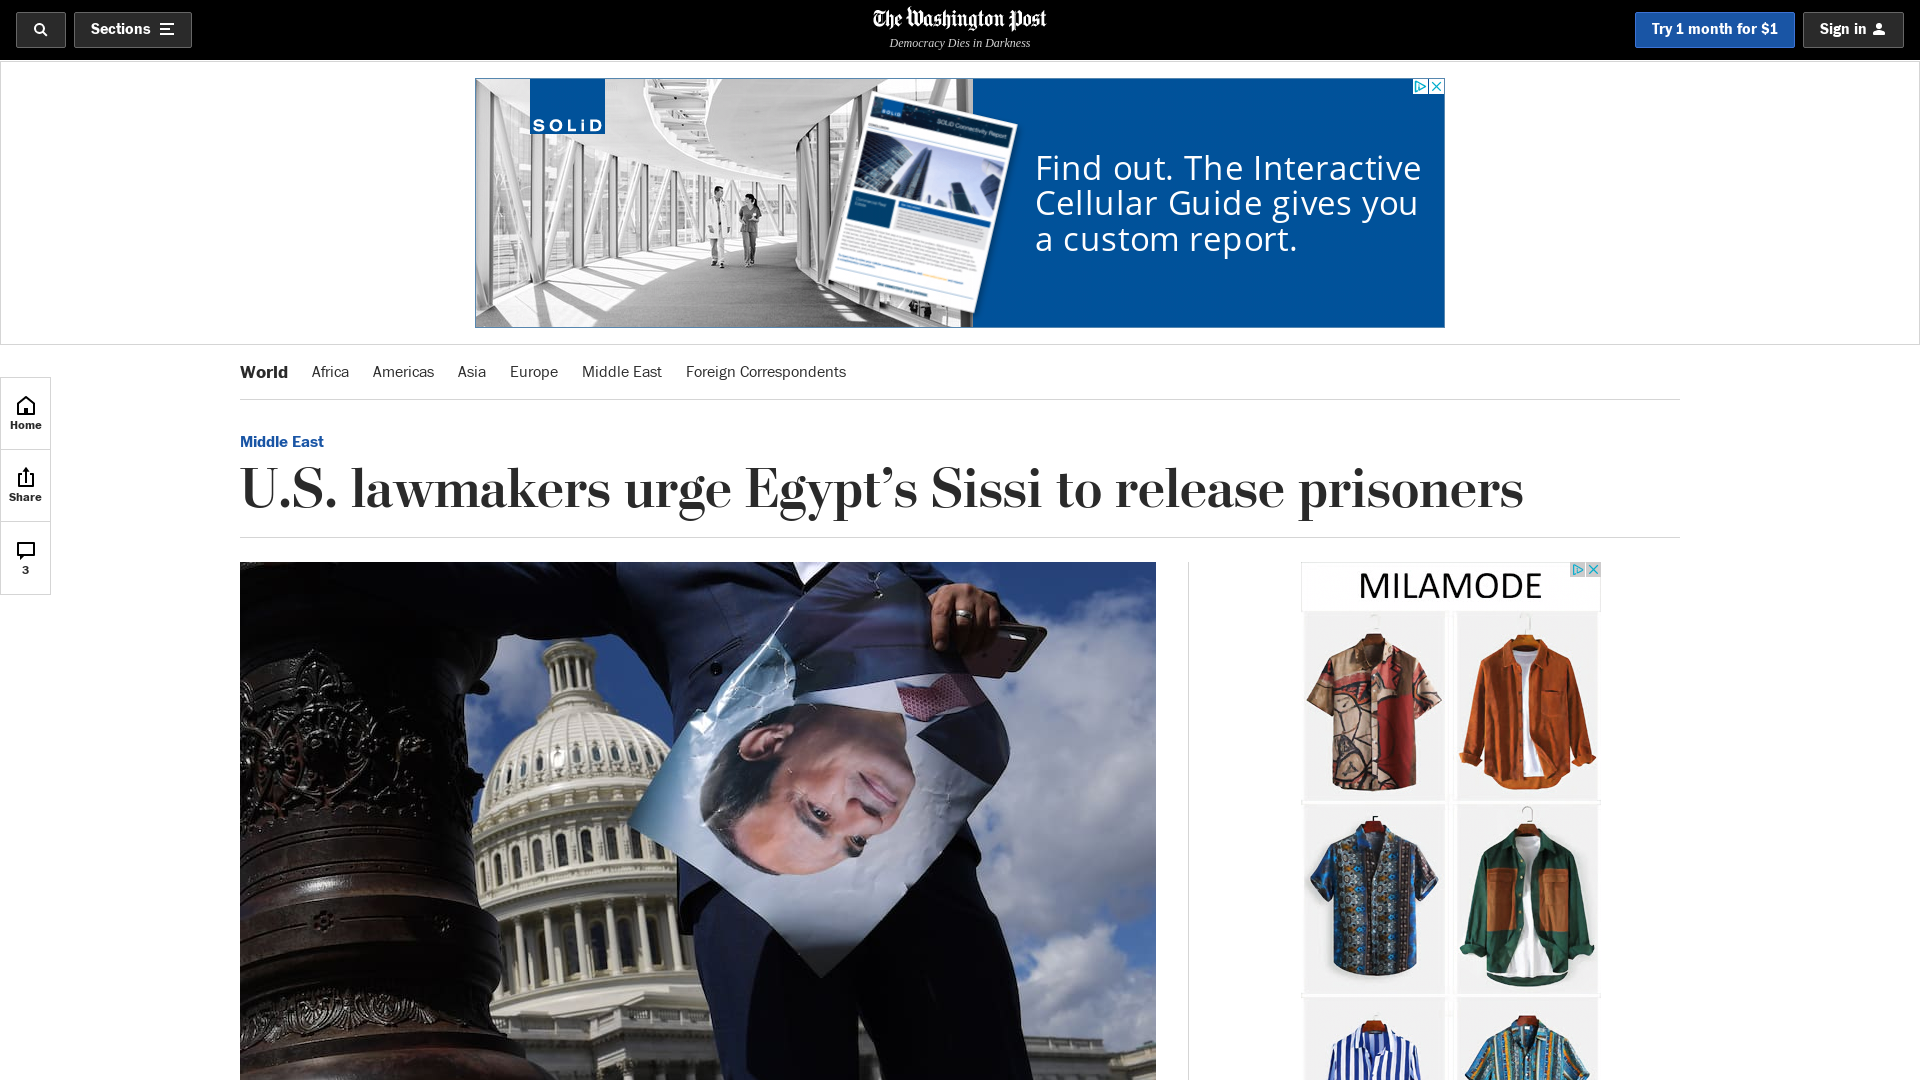 Sections
The Washington Post
Democracy Dies in Darkness
Try 1 month for $1
Sign in
SOLiD
SOLiD Connectivity Report
Find out. The Interactive
Cellular Guide gives you
a custom report.
World
Africa
Americas
Asia
Europe
Middle East
Foreign Correspondents
Home
Share
3
Middle East
U.S. lawmakers urge Egypt’s Sissi to release prisoners
MILAMODE